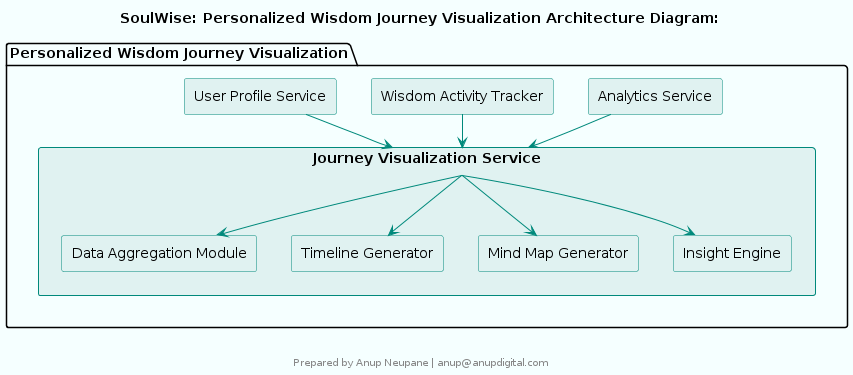 SoulWise: Personalized Wisdom Journey Visualization Architecture Diagram:
Personalized Wisdom Journey Visualization
User Profile Service
Wisdom Activity Tracker
Analytics Service
Journey Visualization Service
Data Aggregation Module
Timeline Generator
Mind Map Generator
Insight Engine
Prepared by Anup Neupane | anup@anupdigital.com